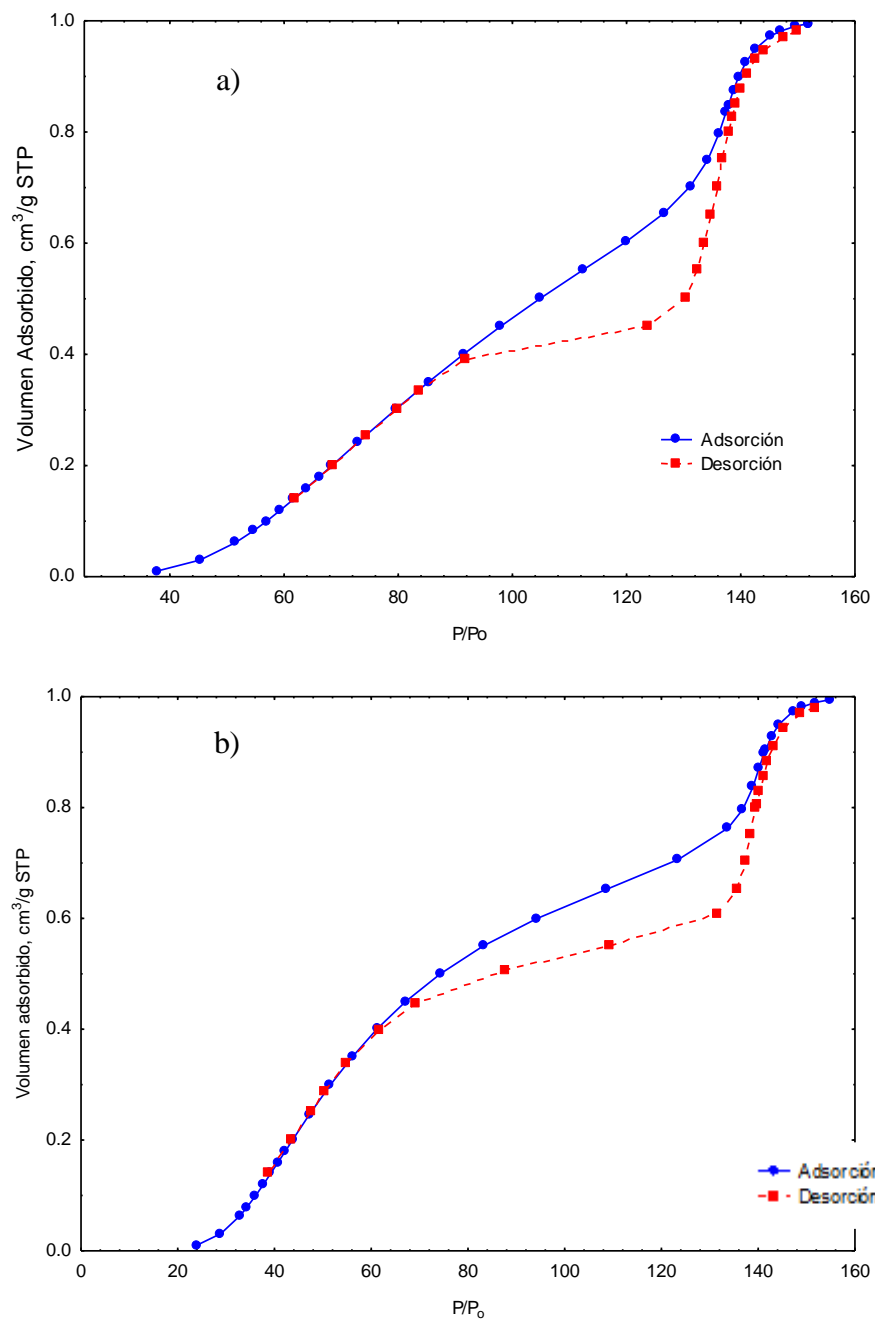 a)
Volumen Adsorbido, cm³/g STP
1.0
0.8
0.6
0.4
0.2
0.0
Adsorción
Desorción
40 60 80 100 120 140 160
P/Po
b)
Volumen adsorbido, cm³/g STP
1.0
0.8
0.6
0.4
0.2
0.0
Adsorción
Desorción
0 20 40 60 80 100 120 140 160
P/Pₒ